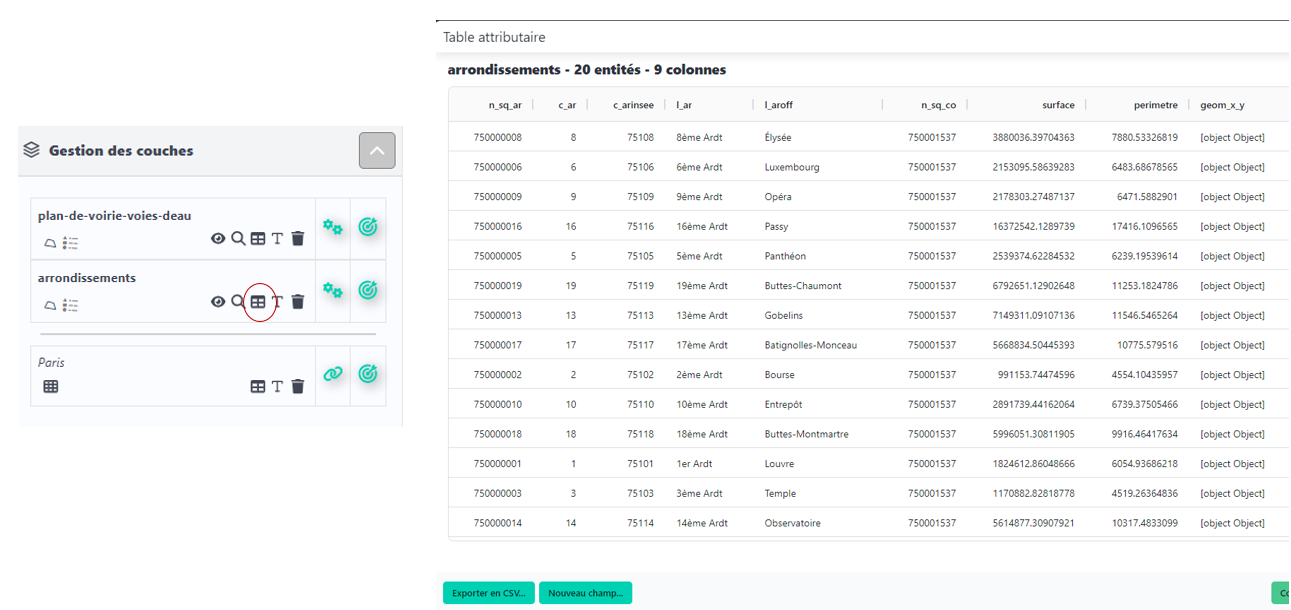 Gestion des couches
plan-de-voirie-voies-deau
arrondissements
Paris
Table attributaire
arrondissements - 20 entités - 9 colonnes
n_sq_ar c_ar c_arinsee l_ar l_aroff n_sq_co surface perimetre geom_x_y
750000008 8 75108 8ème Ardt Élysée 750001537 3880036.39704363 7880.53326819 [object Object]
750000006 6 75106 6ème Ardt Luxembourg 750001537 2153095.58639283 6483.68678565 [object Object]
750000009 9 75109 9ème Ardt Opéra 750001537 2178303.27487137 6471.5882901 [object Object]
750000016 16 75116 16ème Ardt Passy 750001537 16372542.1289739 17416.1096565 [object Object]
750000005 5 75105 5ème Ardt Panthéon 750001537 2539374.62284532 6239.19539614 [object Object]
750000019 19 75119 19ème Ardt Buttes-Chaumont 750001537 6792651.12902648 11253.1824786 [object Object]
750000013 13 75113 13ème Ardt Gobelins 750001537 7149311.09107136 11546.5465264 [object Object]
750000017 17 75117 17ème Ardt Batignolles-Monceau 750001537 5668834.50445393 10775.579516 [object Object]
750000002 2 75102 2ème Ardt Bourse 750001537 991153.74474596 4554.10435957 [object Object]
750000010 10 75110 10ème Ardt Entrepôt 750001537 2891739.44162064 6739.37505466 [object Object]
750000018 18 75118 18ème Ardt Buttes-Montmartre 750001537 5996051.30811905 9916.46417634 [object Object]
750000001 1 75101 1er Ardt Louvre 750001537 1824612.86048666 6054.93686218 [object Object]
750000003 3 75103 3ème Ardt Temple 750001537 1170882.82818778 4519.26364836 [object Object]
750000014 14 75114 14ème Ardt Observatoire 750001537 5614877.30907921 10317.4833099 [object Object]
Exporter en CSV... Nouveau champ...